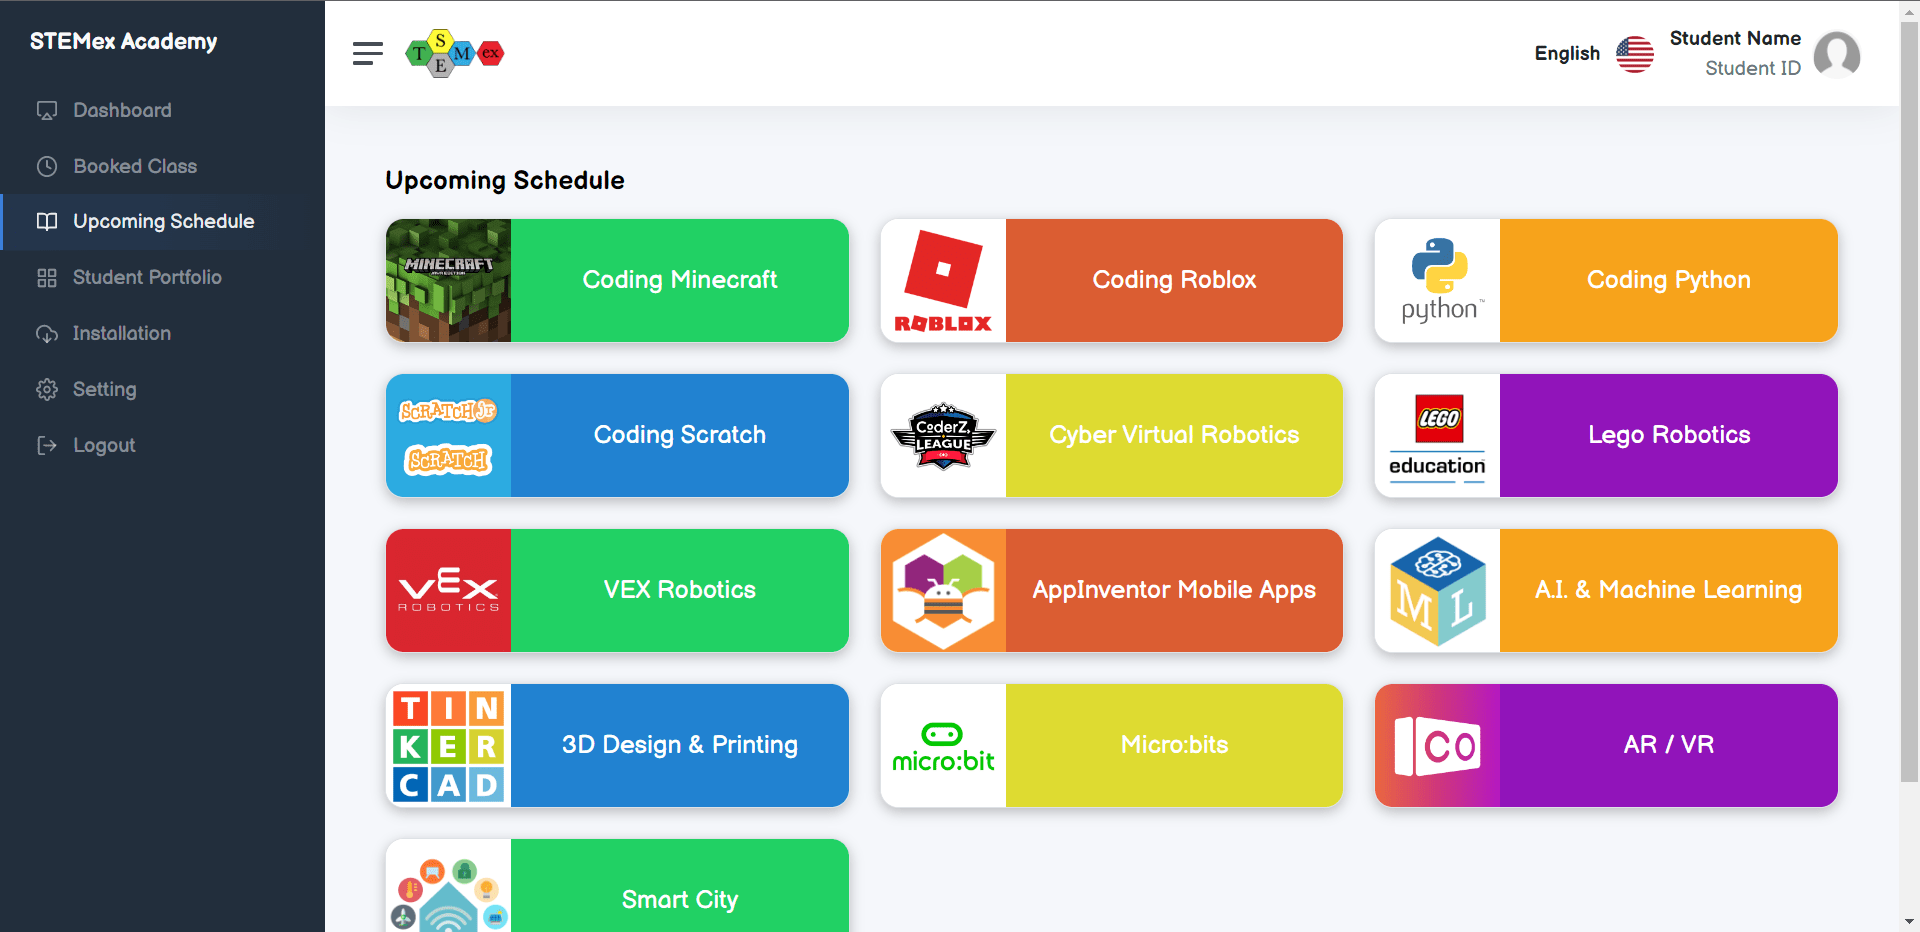 STEMex Academy
Dashboard
Booked Class
Upcoming Schedule
Student Portfolio
Installation
Setting
Logout
S
T M ex
E
English
Student Name
Student ID
Upcoming Schedule
MINECRAFT
Coding Minecraft
ROBLOX
Coding Roblox
python™
Coding Python
SCRATCH Jr
SCRATCH
Coding Scratch
CoderZ
LEAGUE
Cyber Virtual Robotics
LEGO
education
Lego Robotics
VEX
ROBOTICS
VEX Robotics
AppInventor Mobile Apps
M L
A.I. & Machine Learning
TIN
KER
CAD
3D Design & Printing
micro:bit
Micro:bits
CO
AR / VR
Smart City